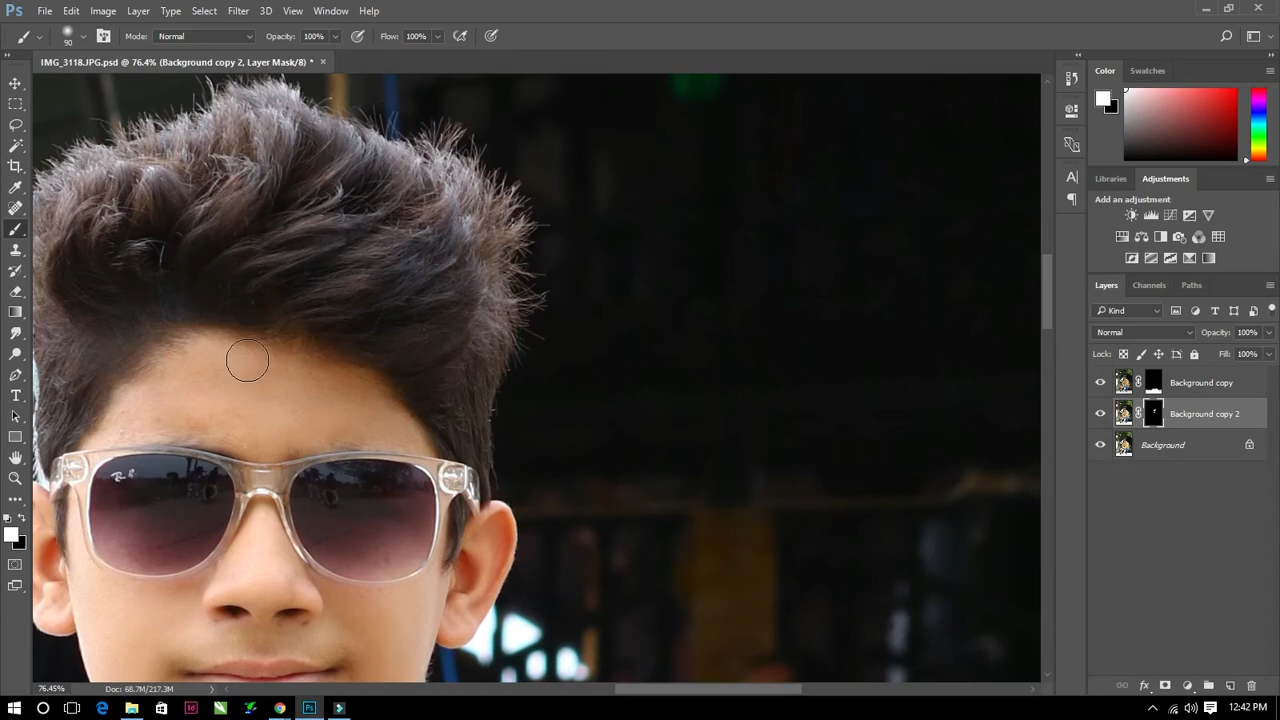 Ps File Edit Image Layer Type Select Filter 3D View Window Help
90 Mode: Normal Opacity: 100% Flow: 100%
IMG_3118.JPG.psd @ 76.4% (Background copy 2, Layer Mask/8) *
Color Swatches
Libraries Adjustments
Add an adjustment
Layers Channels Paths
Kind
Normal Opacity: 100%
Lock: Fill: 100%
Background copy
Background copy 2
Background
76.45% Doc: 68.7M/217.3M
12:42 PM